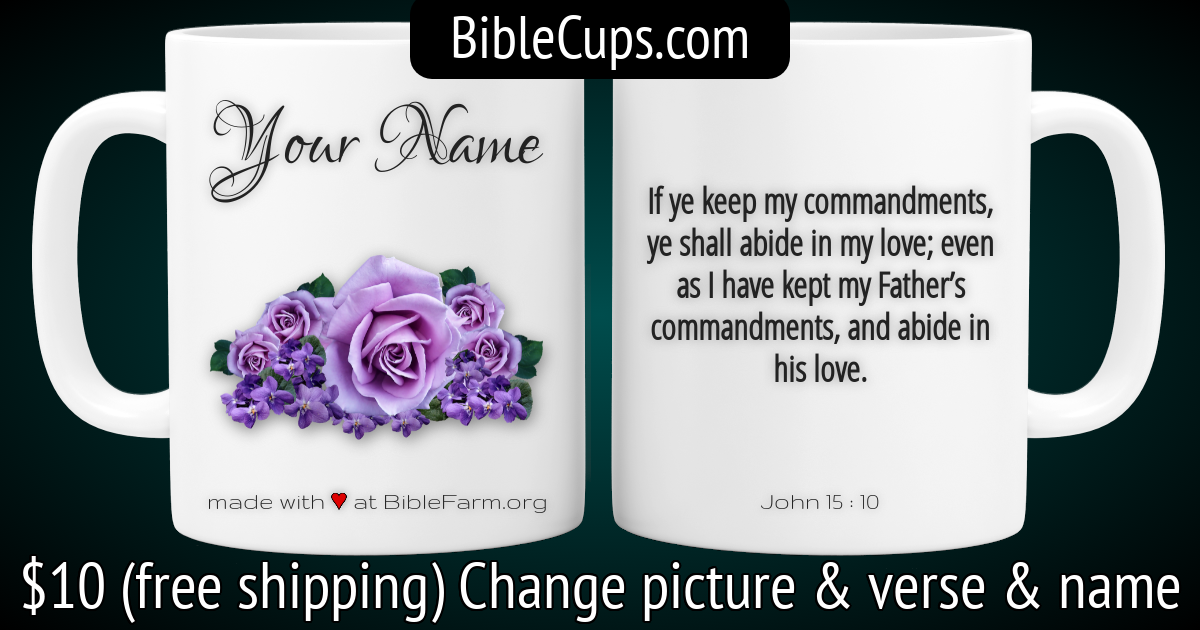 BibleCups.com
Your Name
made with ♥ at BibleFarm.org
If ye keep my commandments,
ye shall abide in my love; even
as I have kept my Father’s
commandments, and abide in
his love.
John 15 : 10
$10 (free shipping) Change picture & verse & name